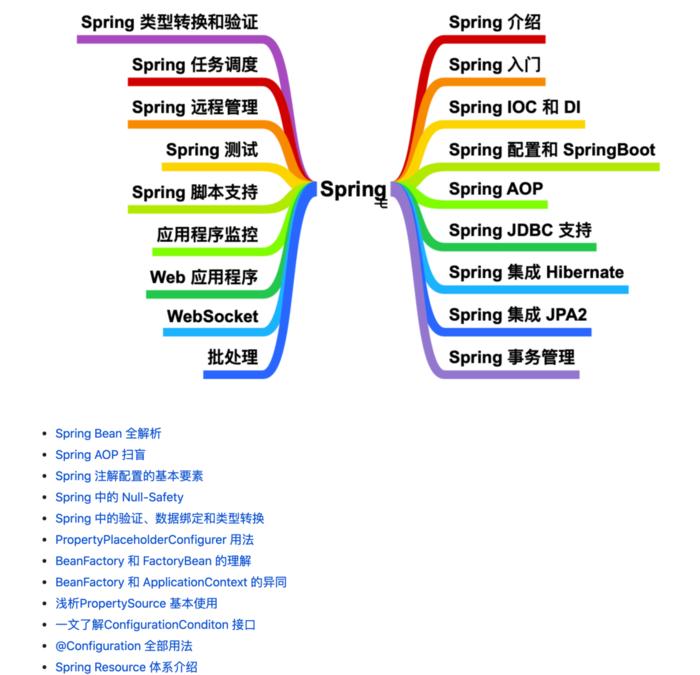 Spring 类型转换和验证
Spring 任务调度
Spring 远程管理
Spring 测试
Spring 脚本支持
应用程序监控
Web 应用程序
WebSocket
批处理
Spring
Spring 介绍
Spring 入门
Spring IOC 和 DI
Spring 配置和 SpringBoot
Spring AOP
Spring JDBC 支持
Spring 集成 Hibernate
Spring 集成 JPA2
Spring 事务管理
Spring Bean 全解析
Spring AOP 扫盲
Spring 注解配置的基本要素
Spring 中的 Null-Safety
Spring 中的验证、数据绑定和类型转换
PropertyPlaceholderConfigurer 用法
BeanFactory 和 FactoryBean 的理解
BeanFactory 和 ApplicationContext 的异同
浅析PropertySource 基本使用
一文了解ConfigurationConditon 接口
@Configuration 全部用法
Spring Resource 体系介绍